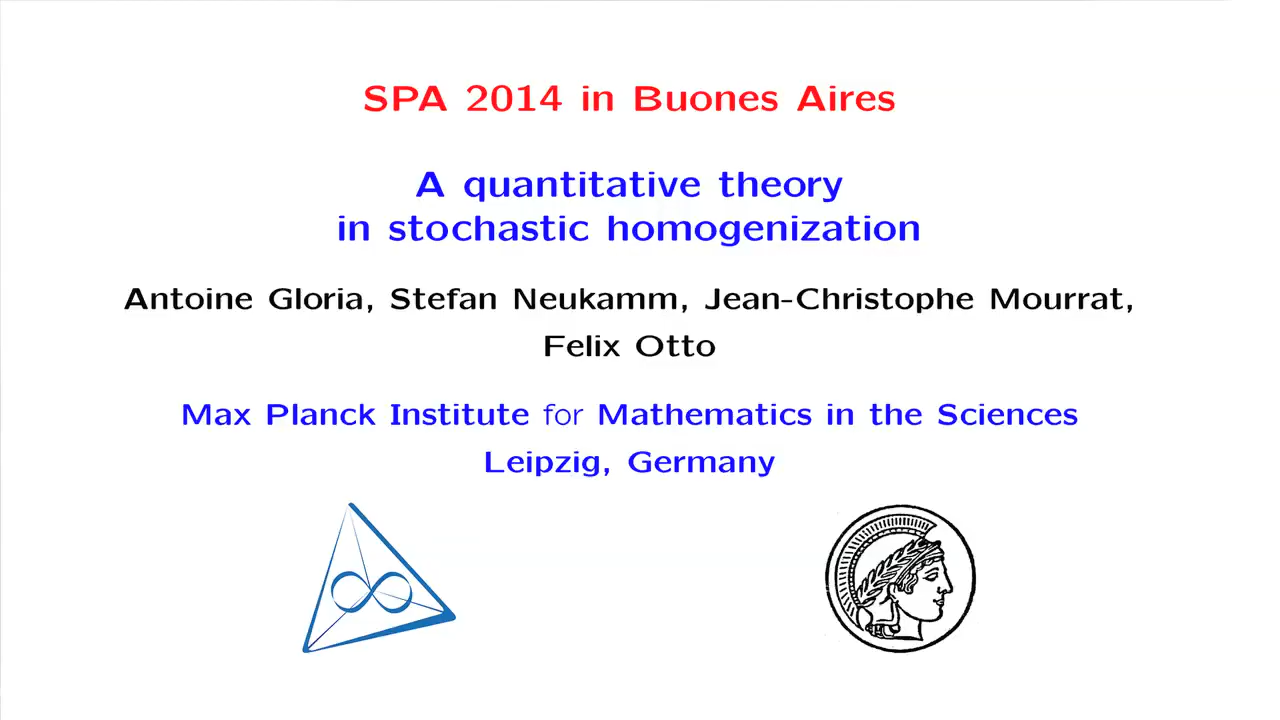 SPA 2014 in Buones Aires
A quantitative theory
in stochastic homogenization
Antoine Gloria, Stefan Neukamm, Jean-Christophe Mourrat,
Felix Otto
Max Planck Institute for Mathematics in the Sciences
Leipzig, Germany